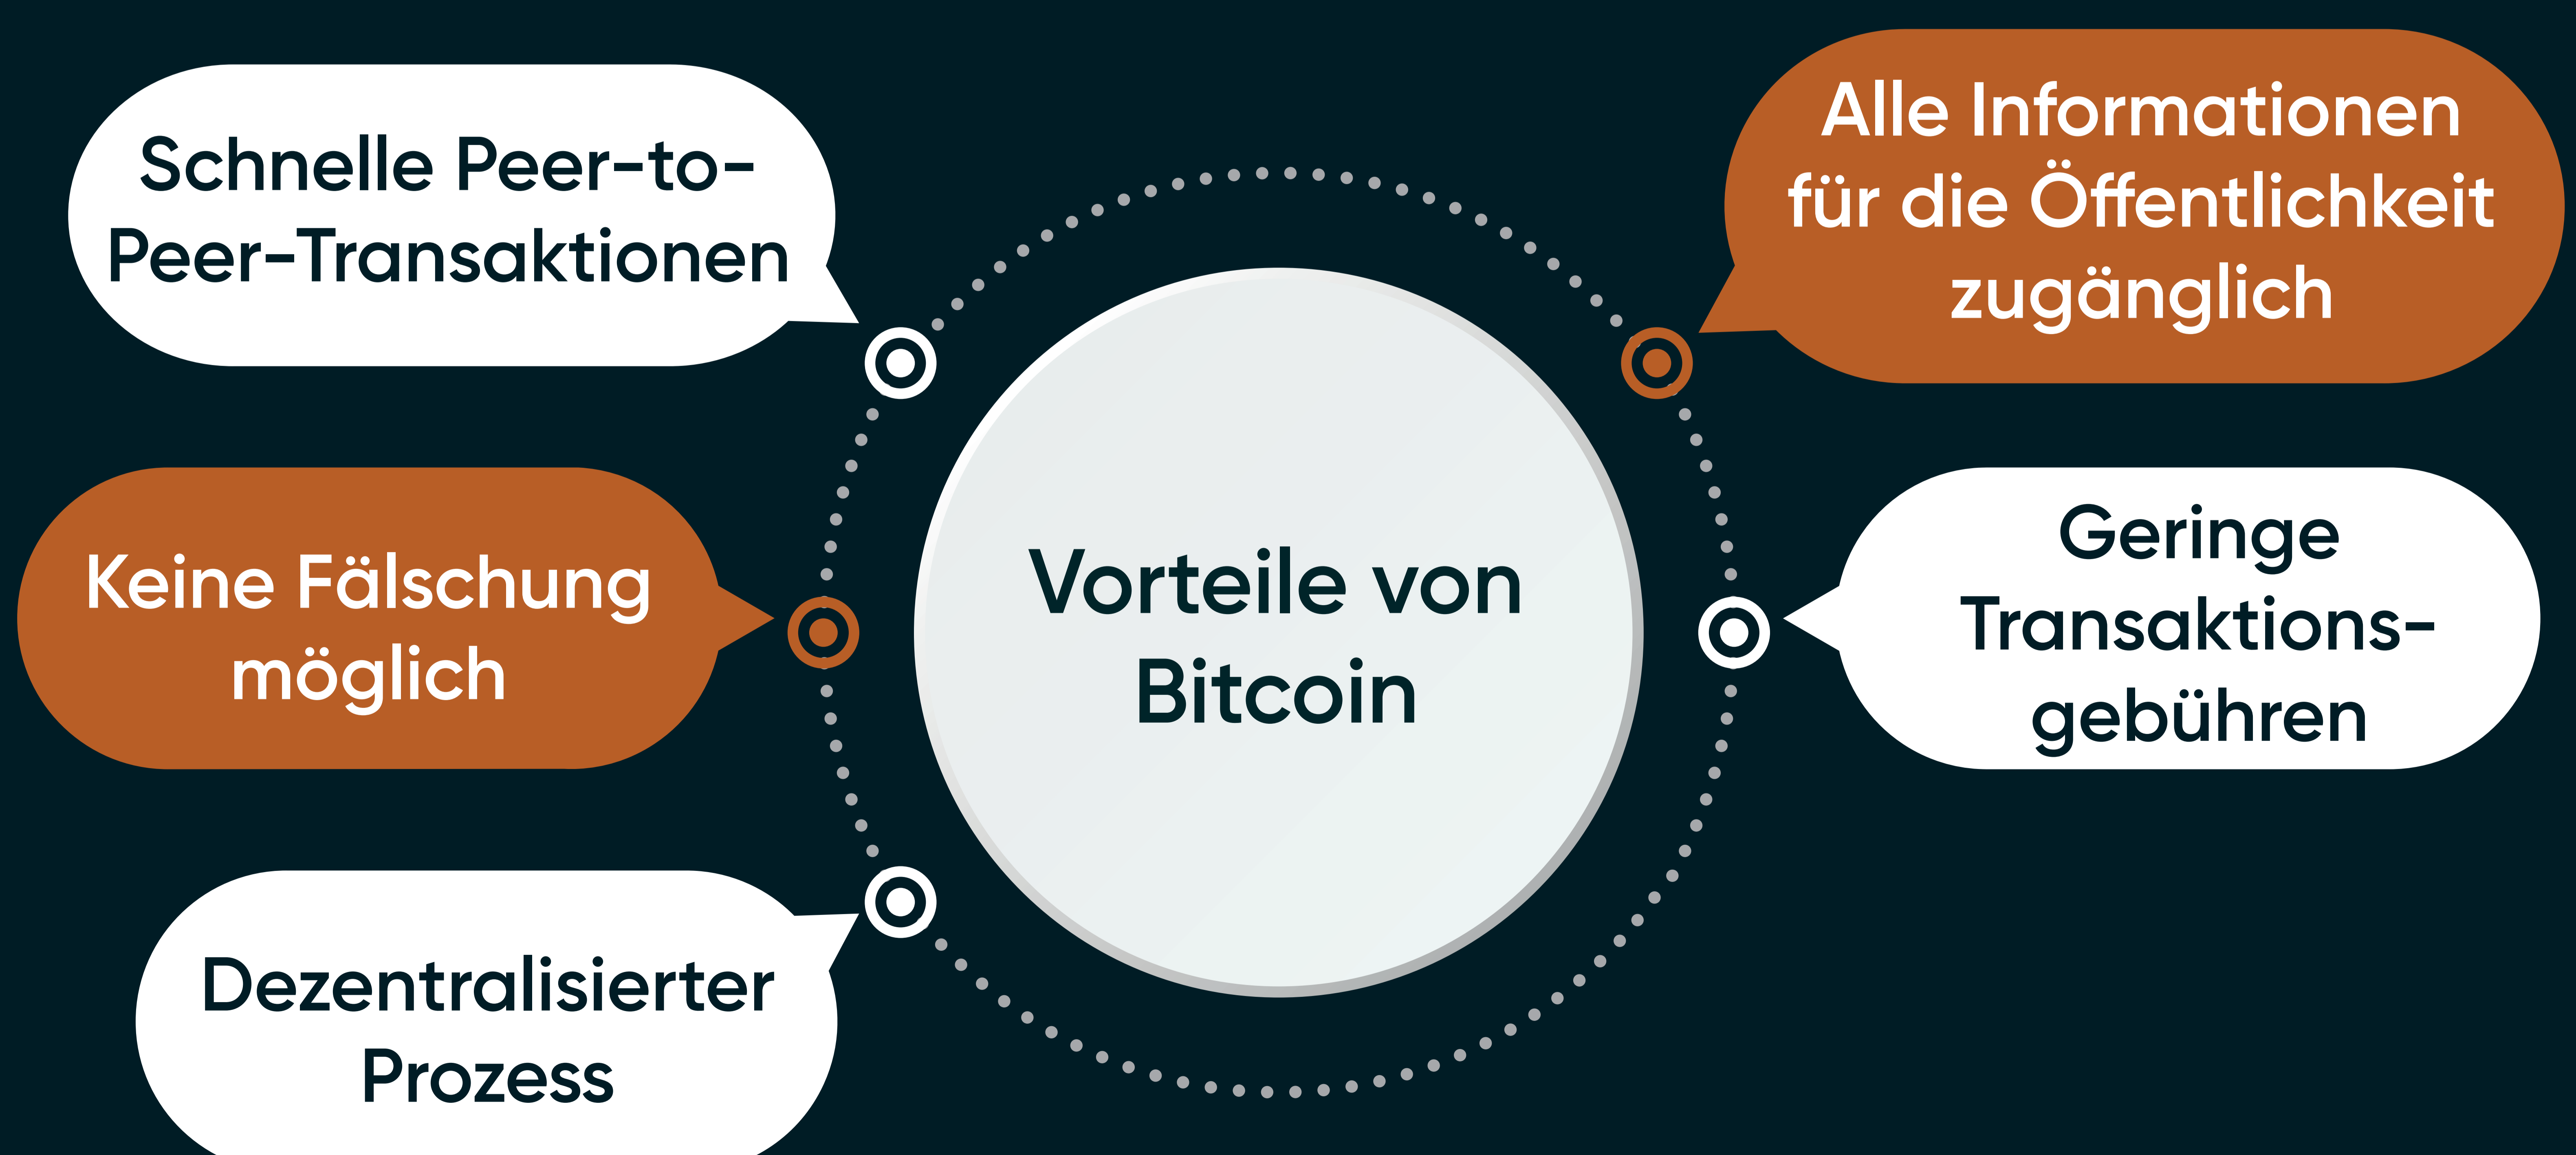 Schnelle Peer-to-
Peer-Transaktionen
Alle Informationen
für die Öffentlichkeit
zugänglich
Keine Fälschung
möglich
Vorteile von
Bitcoin
Geringe
Transaktions-
gebühren
Dezentralisierter
Prozess